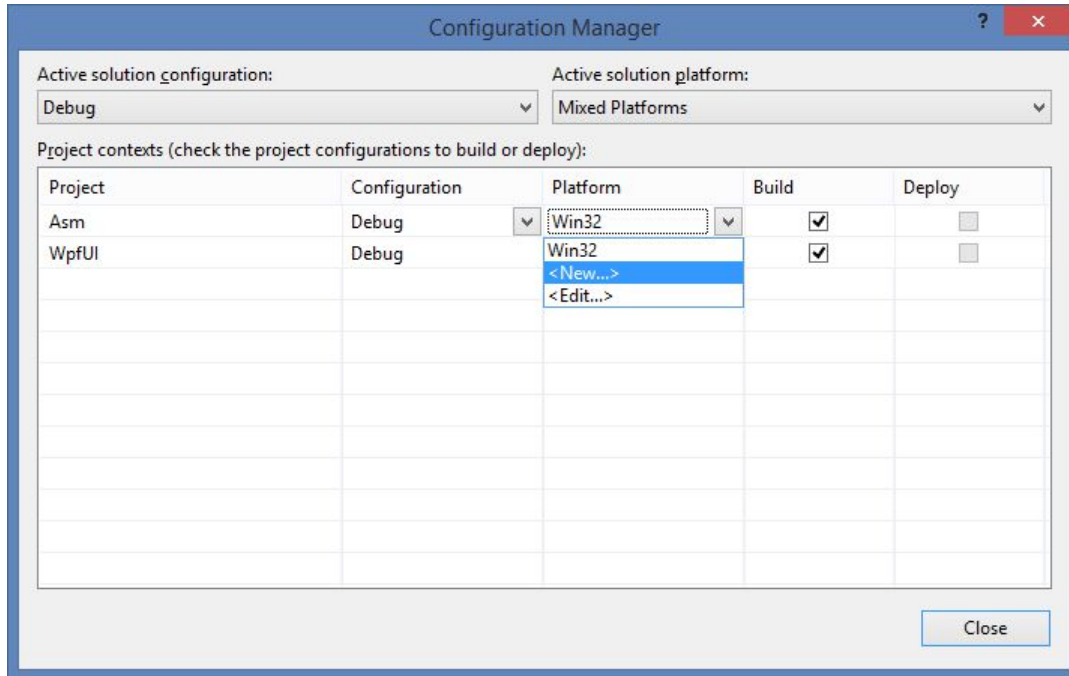 Configuration Manager
?
Active solution configuration:
Active solution platform:
Debug
Mixed Platforms
Project contexts (check the project configurations to build or deploy):
Project Configuration Platform Build Deploy
Asm Debug Win32
WpfUI Debug Win32
<New...>
<Edit...>
Close